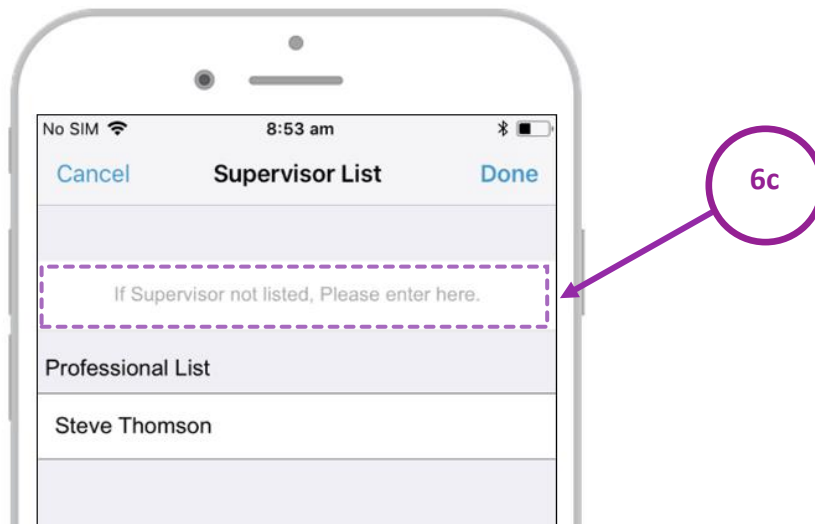 No SIM 8:53 am
Cancel Supervisor List Done
6c
If Supervisor not listed, Please enter here.
Professional List
Steve Thomson